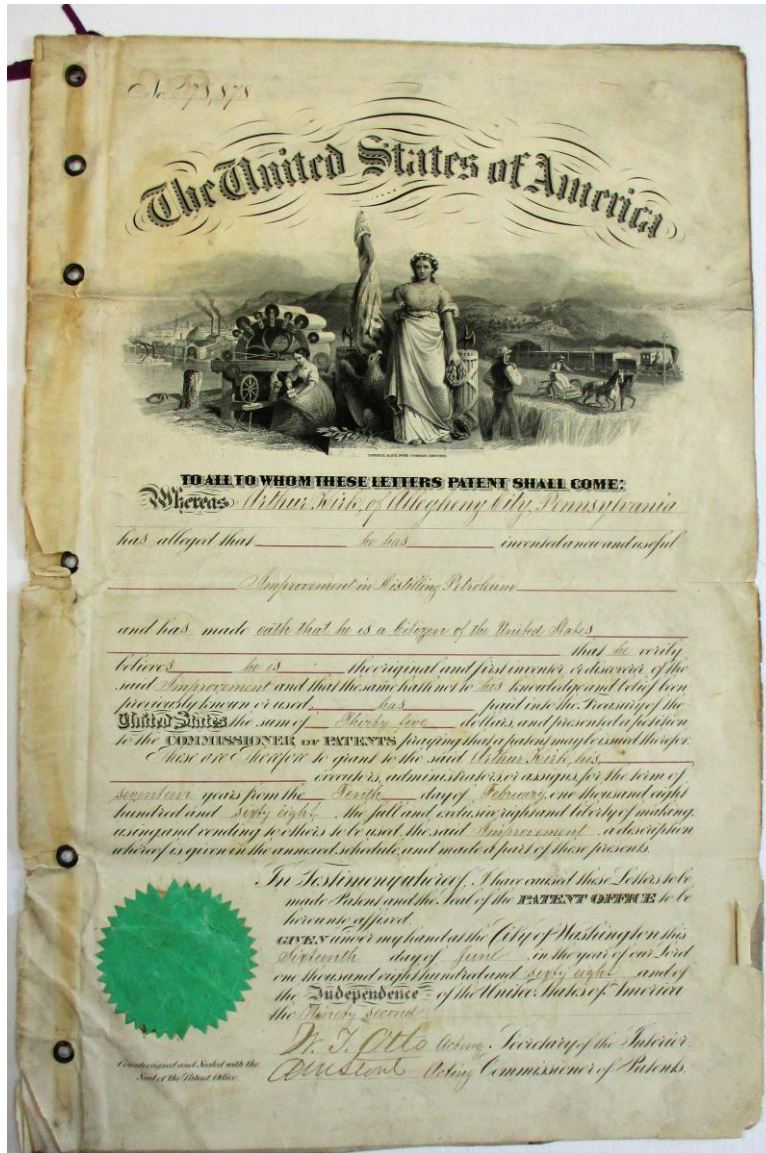 No. 78,878
The United States of America
TO ALL TO WHOM THESE LETTERS PATENT SHALL COME:
Whereas Arthur Kirk, of Allegheny City, Pennsylvania
has alleged that he has invented a new and useful
Improvement in Distilling Petroleum
and has made oath that he is a Citizen of the United States
that he verily
believes he is the original and first inventor or discoverer of the
said Improvement and that the same hath not to his knowledge and belief been
previously known or used, has paid into the Treasury of the
United States the sum of Thirty five dollars, and presented a petition
to the COMMISSIONER OF PATENTS praying that a patent may be issued therefor.
These are Therefore to grant to the said Arthur Kirk, his
executors, administrators or assigns, for the term of
seventeen years from the Tenth day of February, one thousand eight
hundred and sixty eight the full and exclusive right and liberty of making,
using and vending to others to be used, the said Improvement a description
whereof is given in the annexed schedule, and made a part of these presents.
In Testimony whereof, I have caused these Letters to be
made Patent and the Seal of the PATENT OFFICE to be
hereunto affixed.
GIVEN under my hand at the City of Washington this
Sixteenth day of June in the year of our Lord
one thousand eight hundred and sixty eight and of
the Independence of the United States of America
the Ninety second
W. T. Otto Acting Secretary of the Interior.
Countersigned and Sealed with the
Seal of the Patent Office.
Acting Commissioner of Patents.